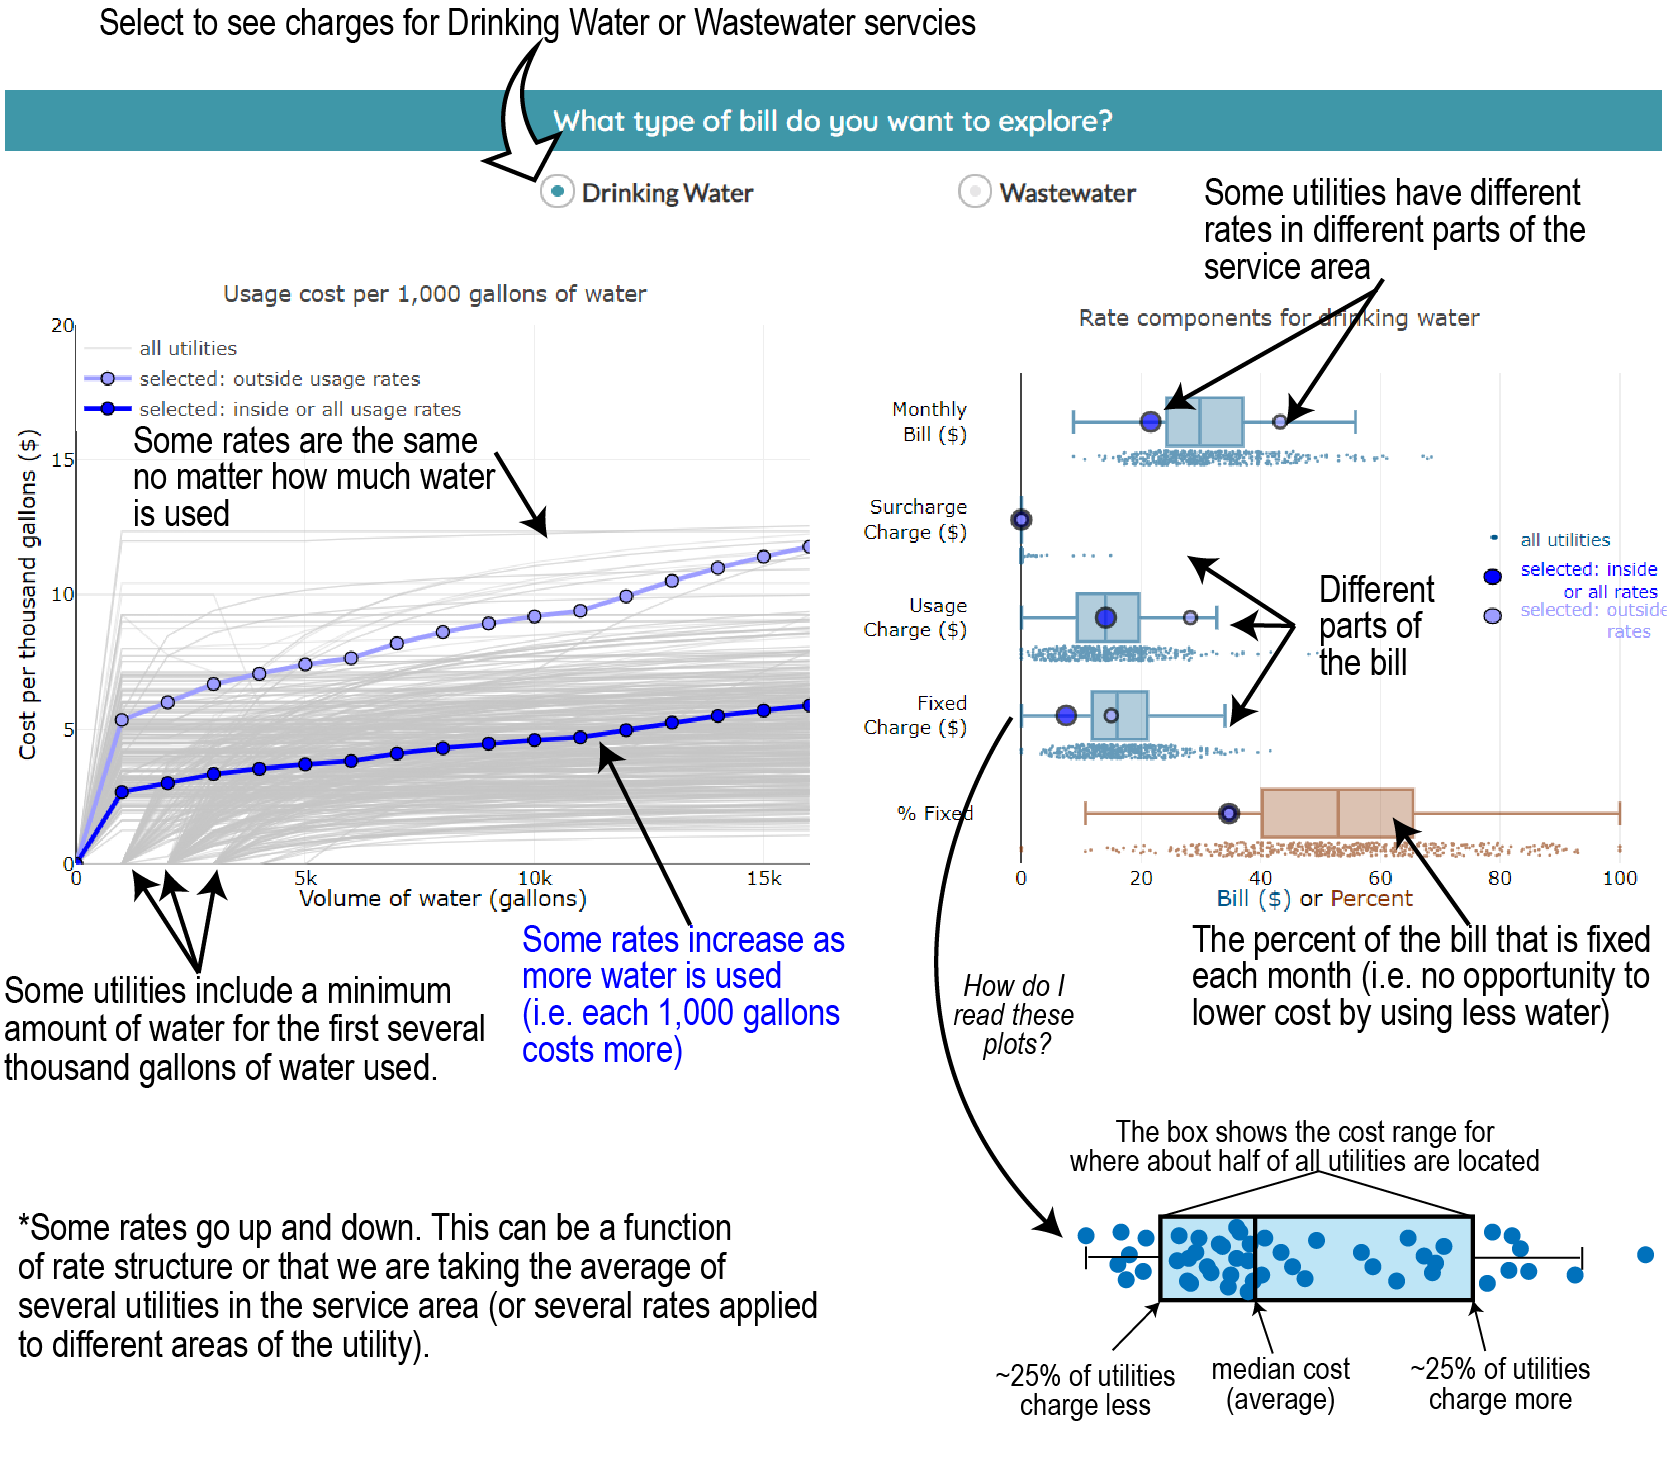 Select to see charges for Drinking Water or Wastewater servcies
What type of bill do you want to explore?
Drinking Water
Wastewater
Some utilities have different
rates in different parts of the
service area
Usage cost per 1,000 gallons of water
20
15
10
5
0
Cost per thousand gallons ($)
all utilities
selected: outside usage rates
selected: inside or all usage rates
Some rates are the same
no matter how much water
is used
0
5k
10k
15k
Volume of water (gallons)
Rate components for drinking water
Monthly
Bill ($)
Surcharge
Charge ($)
Usage
Charge ($)
Fixed
Charge ($)
% Fixed
all utilities
selected: inside
or all rates
selected: outside
rates
Different
parts of
the bill
0
20
40
60
80
100
Bill ($) or Percent
Some utilities include a minimum
amount of water for the first several
thousand gallons of water used.
Some rates increase as
more water is used
(i.e. each 1,000 gallons
costs more)
How do I
read these
plots?
The percent of the bill that is fixed
each month (i.e. no opportunity to
lower cost by using less water)
The box shows the cost range for
where about half of all utilities are located
*Some rates go up and down. This can be a function
of rate structure or that we are taking the average of
several utilities in the service area (or several rates applied
to different areas of the utility).
~25% of utilities
charge less
median cost
(average)
~25% of utilities
charge more